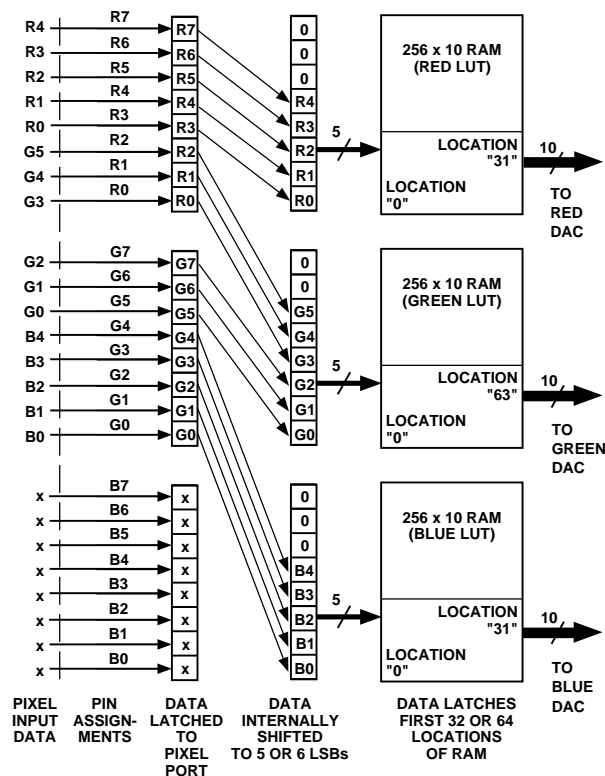 R4 R7 R7 0
R3 R6 R6 0
R2 R5 R5 0
R1 R4 R4 R4
R0 R3 R3 R3
G5 R2 R2 R2
G4 R1 R1 R1
G3 R0 R0 R0
5
256 x 10 RAM
(RED LUT)
LOCATION
"31"
LOCATION
"0"
10
TO
RED
DAC
G2 G7 G7 0
G1 G6 G6 0
G0 G5 G5 G5
B4 G4 G4 G4
B3 G3 G3 G3
B2 G2 G2 G2
B1 G1 G1 G1
B0 G0 G0 G0
5
256 x 10 RAM
(GREEN LUT)
LOCATION
"63"
LOCATION
"0"
10
TO
GREEN
DAC
x B7 x 0
x B6 x 0
x B5 x 0
x B4 x B4
x B3 x B3
x B2 x B2
x B1 x B1
x B0 x B0
5
256 x 10 RAM
(BLUE LUT)
LOCATION
"31"
LOCATION
"0"
10
TO
BLUE
DAC
PIXEL
INPUT
DATA
PIN
ASSIGN-
MENTS
DATA
LATCHED
TO
PIXEL
PORT
DATA
INTERNALLY
SHIFTED
TO 5 OR 6 LSBs
DATA LATCHES
FIRST 32 OR 64
LOCATIONS
OF RAM